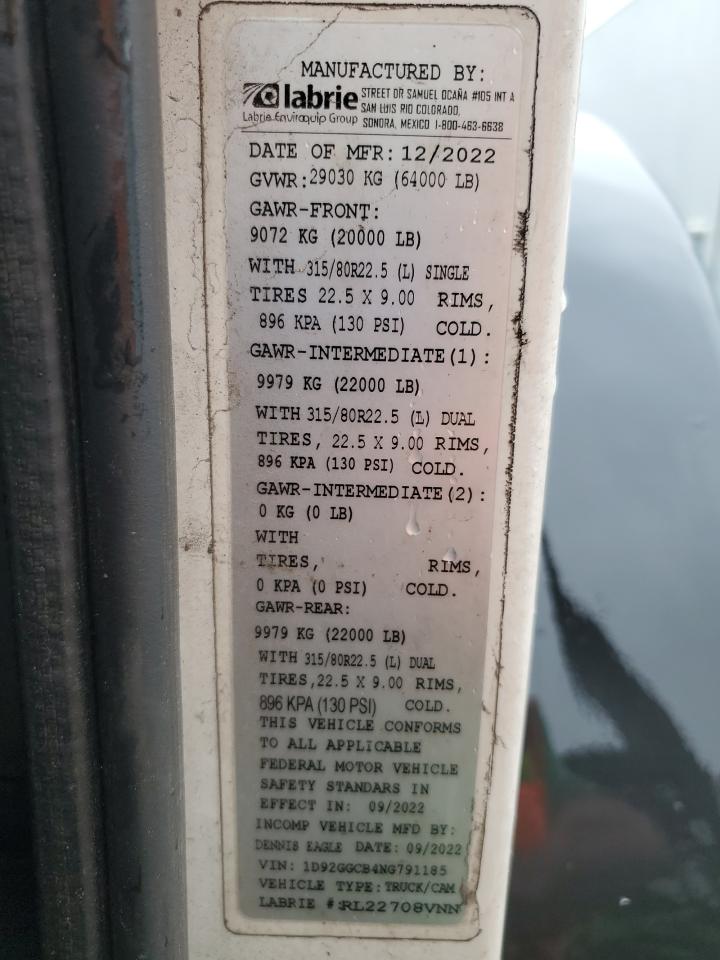 MANUFACTURED BY:
labrie STREET DR SAMUEL OCAÑA #105 INT A
SAN LUIS RIO COLORADO,
Labrie Enviroquip Group SONORA, MEXICO 1-800-463-6638
DATE OF MFR: 12/2022
GVWR: 29030 KG (64000 LB)
GAWR-FRONT:
9072 KG (20000 LB)
WITH 315/80R22.5 (L) SINGLE
TIRES 22.5 X 9.00 RIMS,
896 KPA (130 PSI) COLD.
GAWR-INTERMEDIATE(1):
9979 KG (22000 LB)
WITH 315/80R22.5 (L) DUAL
TIRES, 22.5 X 9.00 RIMS,
896 KPA (130 PSI) COLD.
GAWR-INTERMEDIATE(2):
0 KG (0 LB)
WITH
TIRES, RIMS,
0 KPA (0 PSI) COLD.
GAWR-REAR:
9979 KG (22000 LB)
WITH 315/80R22.5 (L) DUAL
TIRES, 22.5 X 9.00 RIMS,
896 KPA (130 PSI) COLD.
THIS VEHICLE CONFORMS
TO ALL APPLICABLE
FEDERAL MOTOR VEHICLE
SAFETY STANDARS IN
EFFECT IN: 09/2022
INCOMP VEHICLE MFD BY:
DENNIS EAGLE DATE: 09/2022
VIN: 1D92GGCB4NG791185
VEHICLE TYPE: TRUCK/CAM
LABRIE #:RL22708VNN